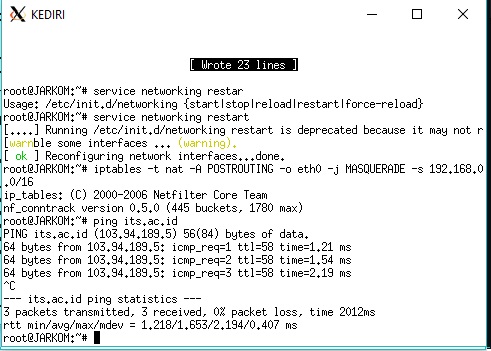 KEDIRI
[ Wrote 23 lines ]
root@JARKOM:~# service networking restar
Usage: /etc/init.d/networking {start|stop|reload|restart|force-reload}
root@JARKOM:~# service networking restart
[....] Running /etc/init.d/networking restart is deprecated because it may not r
[warnble some interfaces ... (warning).
[ ok ] Reconfiguring network interfaces...done.
root@JARKOM:~# iptables -t nat -A POSTROUTING -o eth0 -j MASQUERADE -s 192.168.0
.0/16
ip_tables: (C) 2000-2006 Netfilter Core Team
nf_conntrack version 0.5.0 (445 buckets, 1780 max)
root@JARKOM:~# ping its.ac.id
PING its.ac.id (103.94.189.5) 56(84) bytes of data.
64 bytes from 103.94.189.5: icmp_req=1 ttl=58 time=1.21 ms
64 bytes from 103.94.189.5: icmp_req=2 ttl=58 time=1.54 ms
64 bytes from 103.94.189.5: icmp_req=3 ttl=58 time=2.19 ms
^C
--- its.ac.id ping statistics ---
3 packets transmitted, 3 received, 0% packet loss, time 2012ms
rtt min/avg/max/mdev = 1.218/1.653/2.194/0.407 ms
root@JARKOM:~#